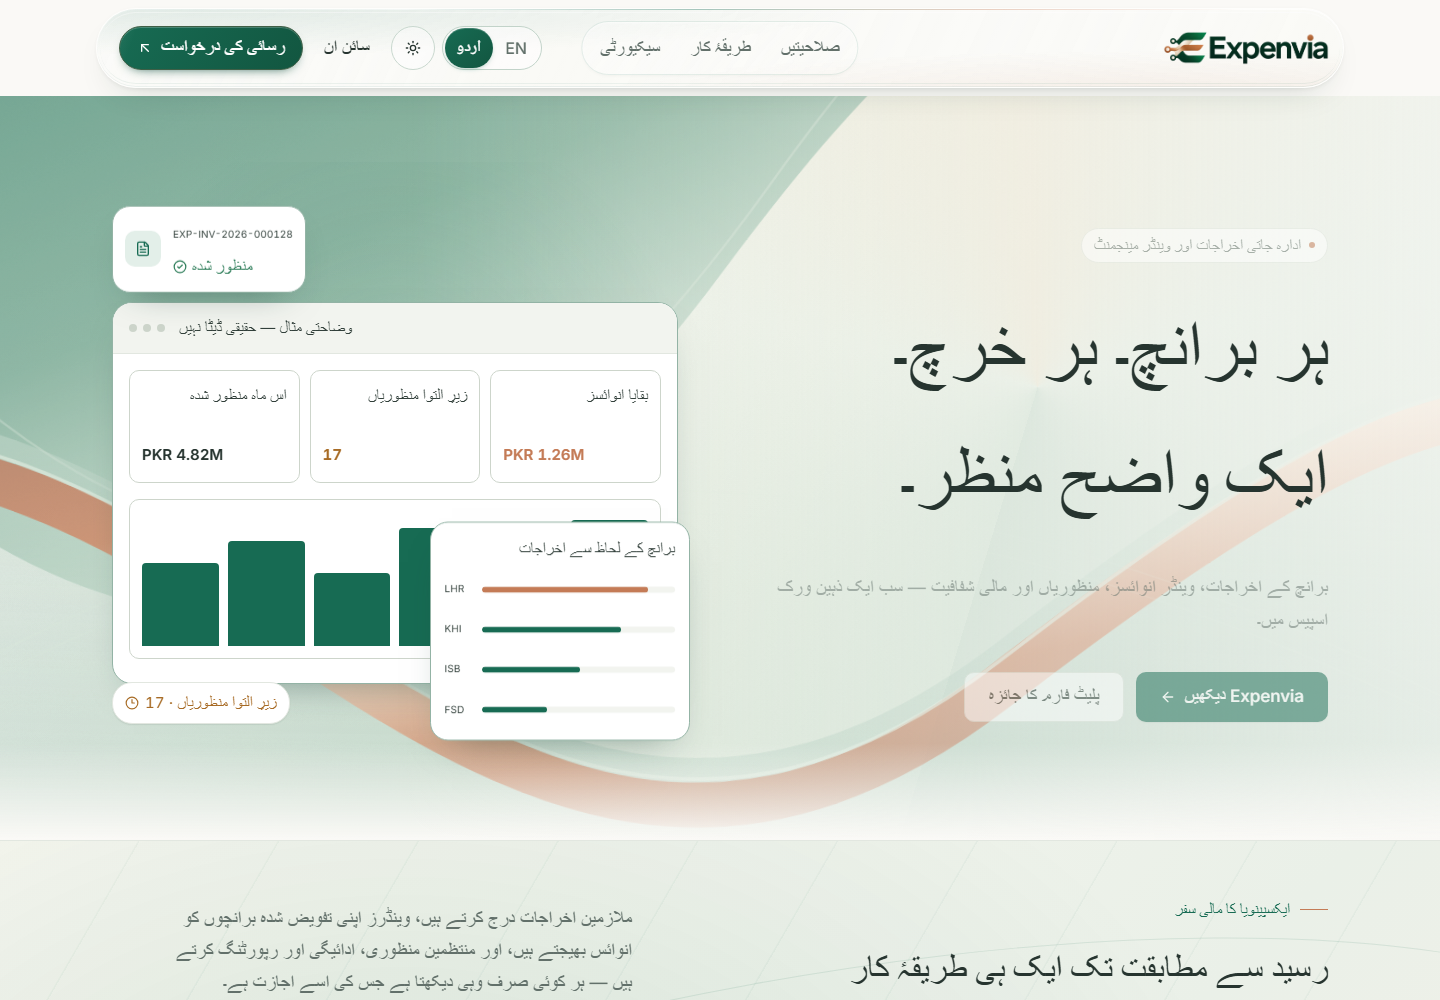 Expenvia
صلاحیتیں
طریقۂ کار
سیکیورٹی
EN
اردو
سائن ان
رسائی کی درخواست
ادارہ جاتی اخراجات اور وینڈر مینجمنٹ
ہر برانچ۔ ہر خرچ۔
ایک واضح منظر۔
برانچ کے اخراجات، وینڈر انوائسز، منظوریاں اور مالی شفافیت — سب ایک ذہین ورک
اسپیس میں۔
Expenvia دیکھیں
پلیٹ فارم کا جائزہ
EXP-INV-2026-000128
منظور شدہ
وضاحتی مثال — حقیقی ڈیٹا نہیں
بقایا انوائسز
PKR 1.26M
زیرِ التوا منظوریاں
17
اس ماہ منظور شدہ
PKR 4.82M
برانچ کے لحاظ سے اخراجات
LHR
KHI
ISB
FSD
زیرِ التوا منظوریاں · 17
ایکسپینویا کا مالی سفر
رسید سے مطابقت تک ایک ہی طریقۂ کار
ملازمین اخراجات درج کرتے ہیں، وینڈرز اپنی تفویض شدہ برانچوں کو
انوائس بھیجتے ہیں، اور منتظمین منظوری، ادائیگی اور رپورٹنگ کرتے
ہیں — ہر کوئی صرف وہی دیکھتا ہے جس کی اسے اجازت ہے۔